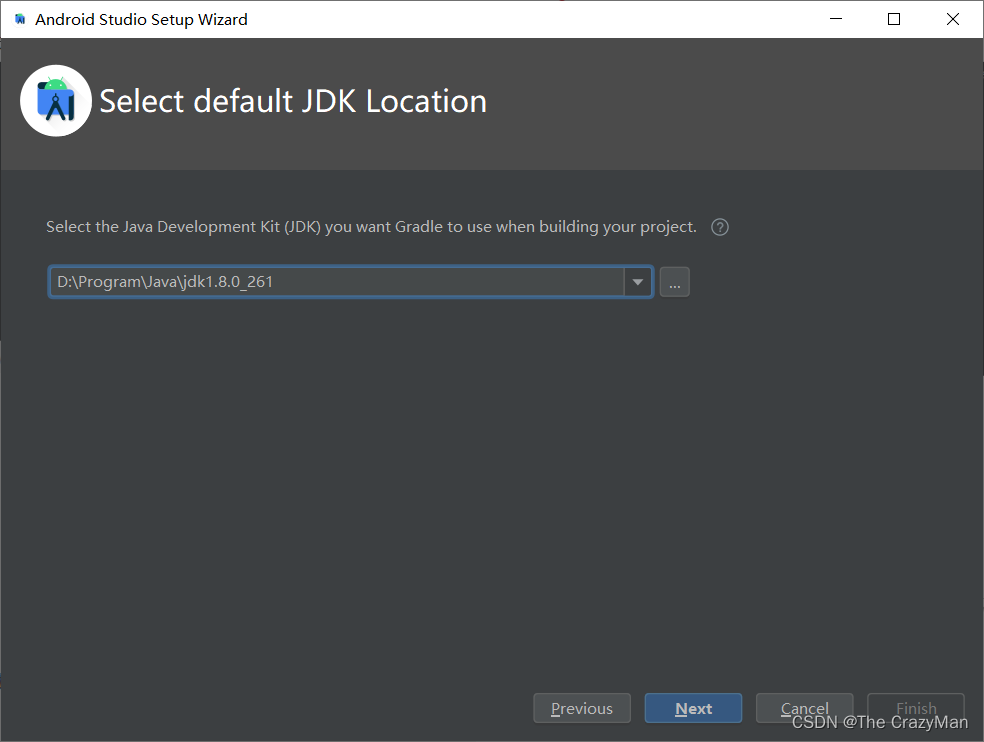 Android Studio Setup Wizard
Select default JDK Location
Select the Java Development Kit (JDK) you want Gradle to use when building your project. ?
D:\Program\Java\jdk1.8.0_261
...
Previous Next Cancel Finish
CSDN @The CrazyMan